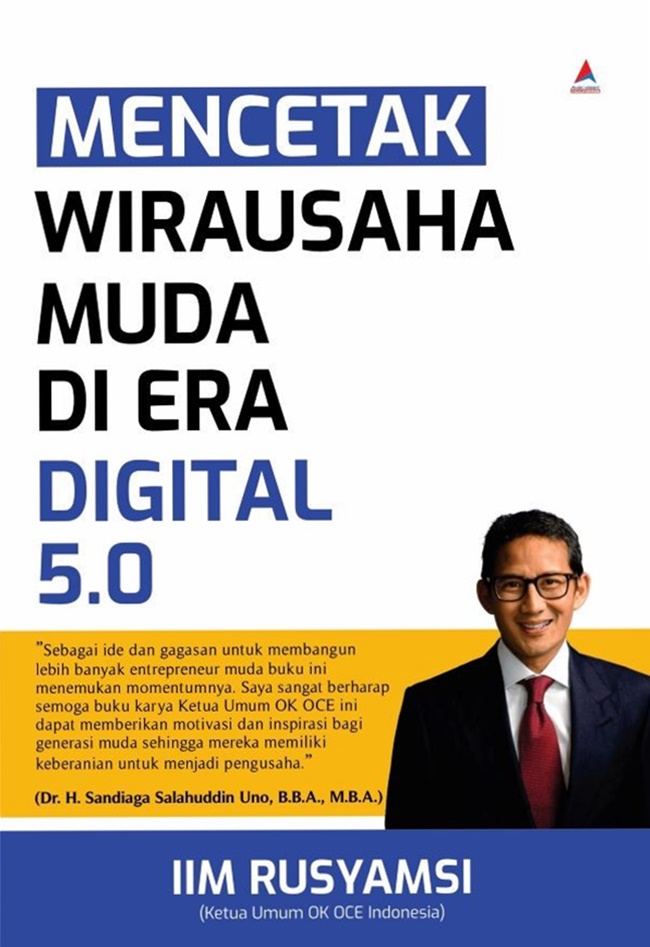 MENCETAK
WIRAUSAHA
MUDA
DI ERA
DIGITAL
5.0
"Sebagai ide dan gagasan untuk membangun
lebih banyak entrepreneur muda buku ini
menemukan momentumnya. Saya sangat berharap
semoga buku karya Ketua Umum OK OCE ini
dapat memberikan motivasi dan inspirasi bagi
generasi muda sehingga mereka memiliki
keberanian untuk menjadi pengusaha."
(Dr. H. Sandiaga Salahuddin Uno, B.B.A., M.B.A.)
IIM RUSYAMSI
(Ketua Umum OK OCE Indonesia)